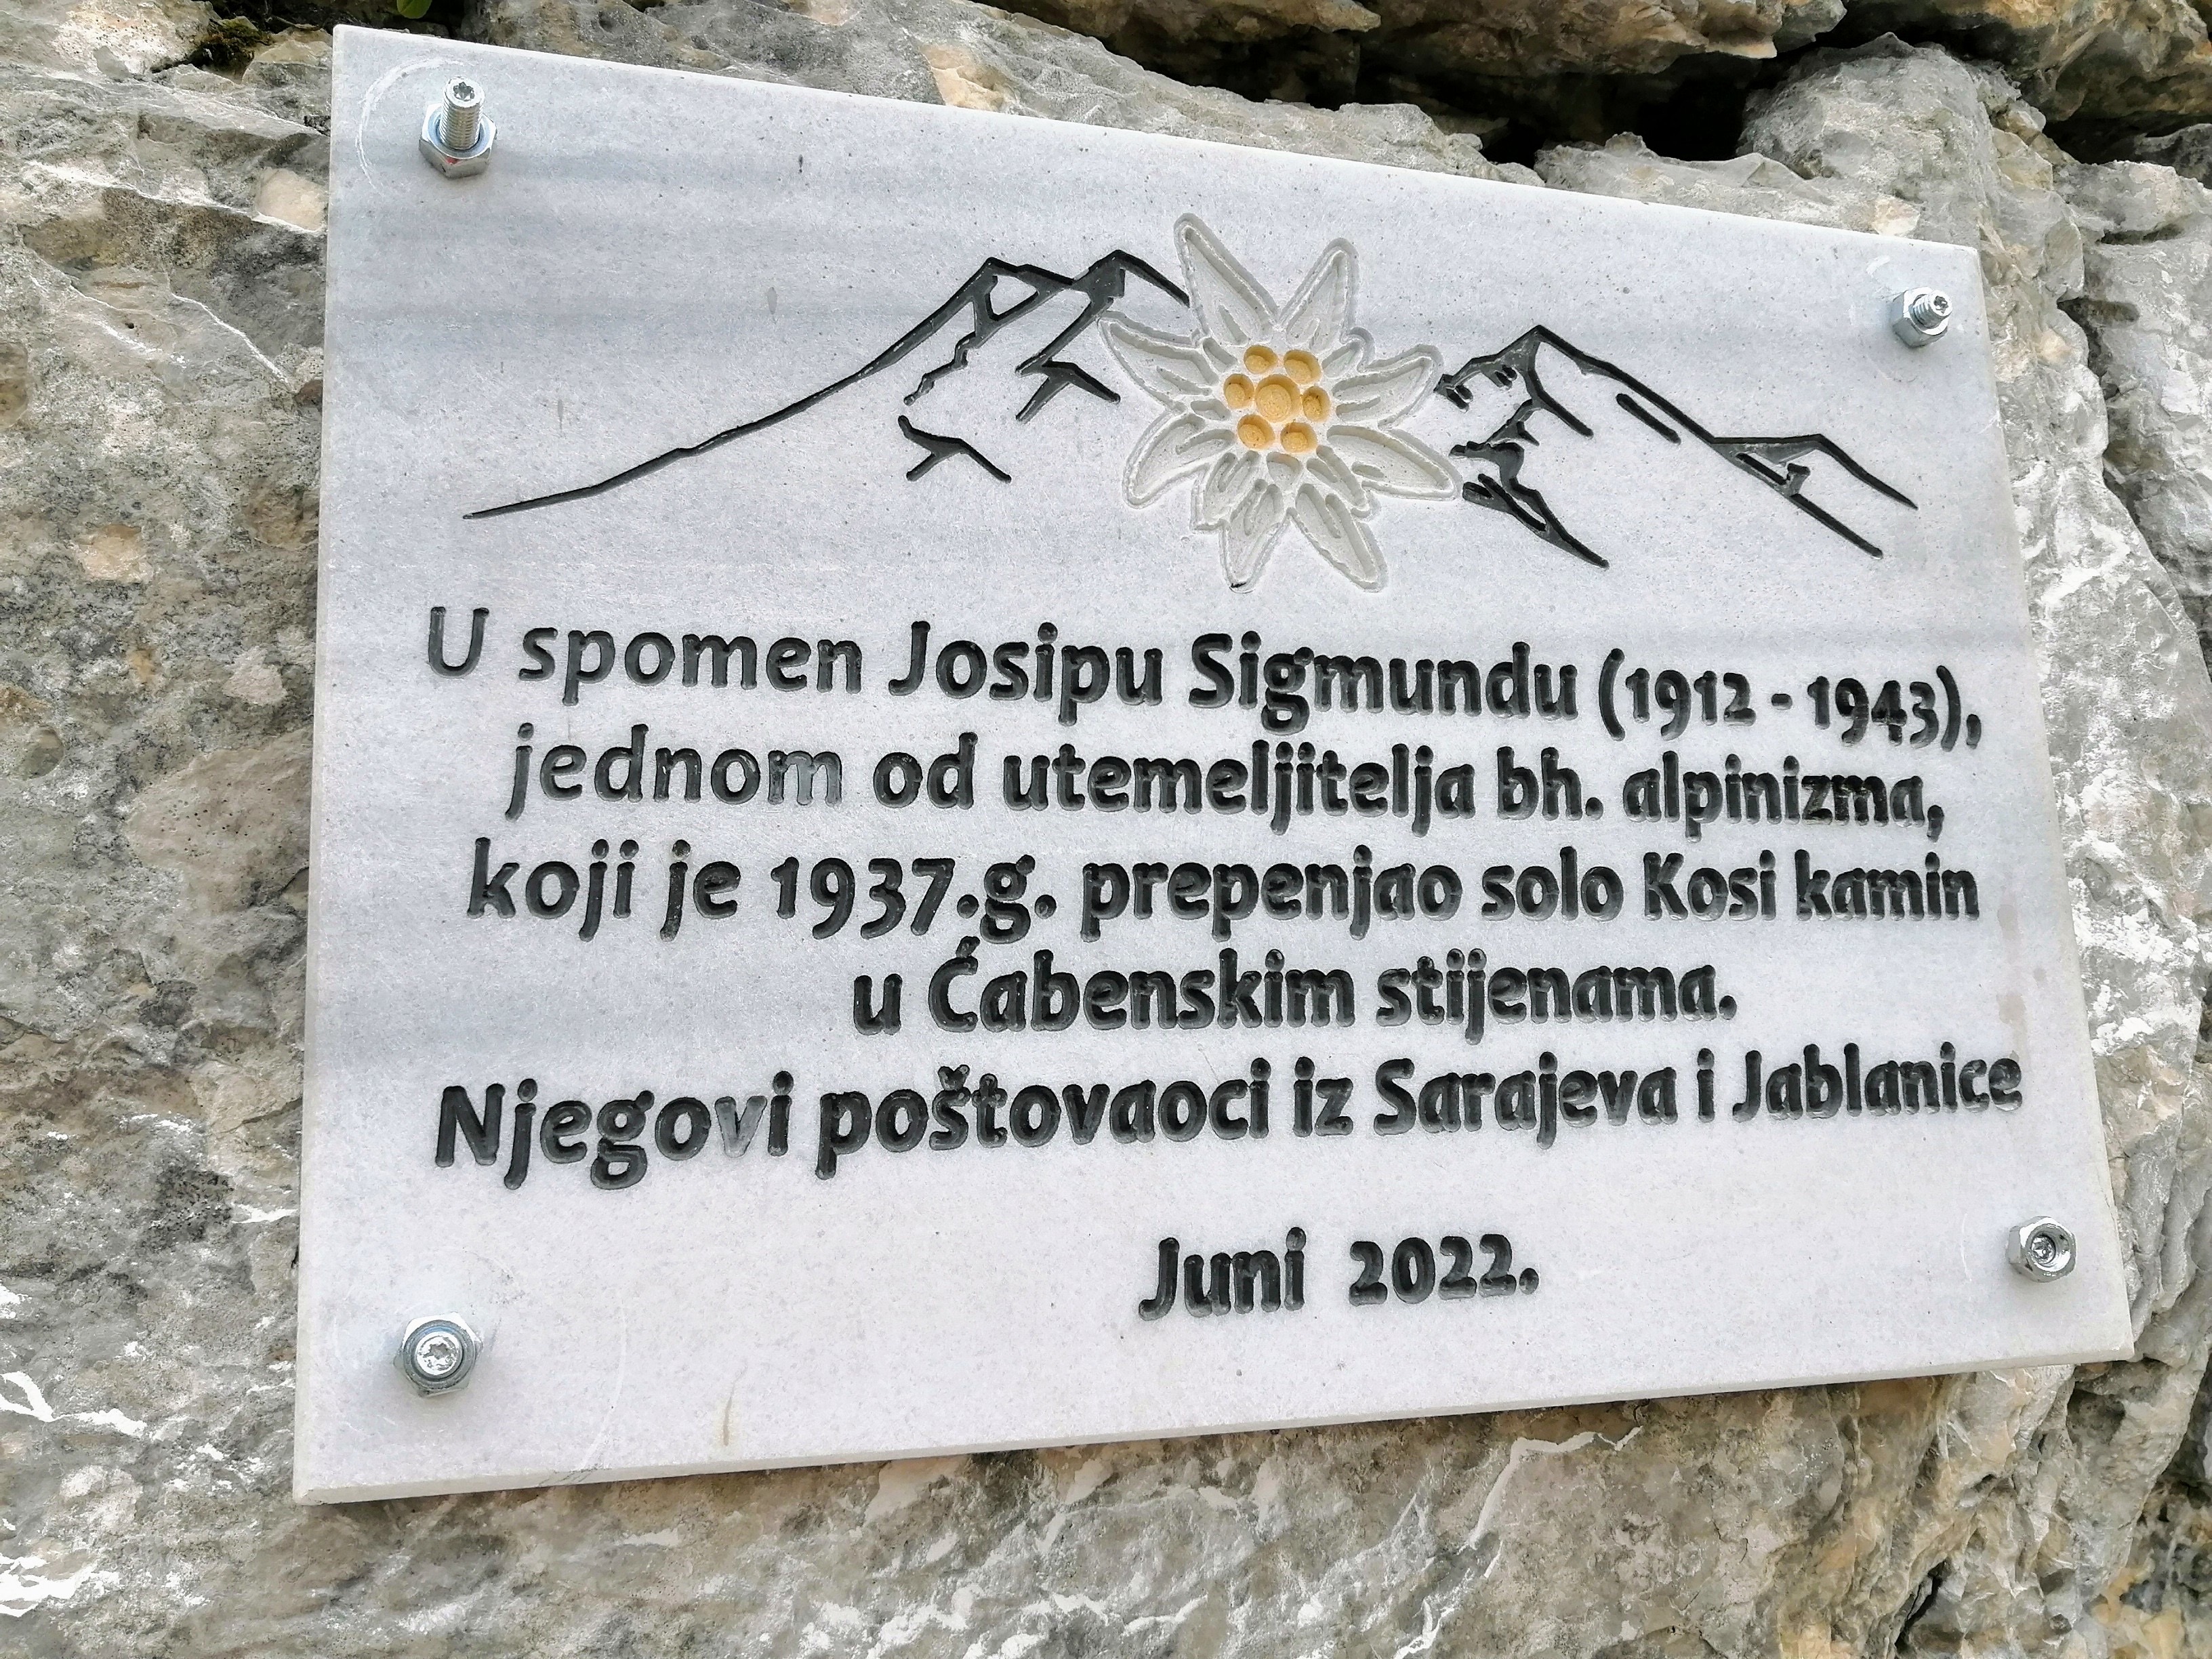 U spomen Josipu Sigmundu (1912 - 1943),
jednom od utemeljitelja bh. alpinizma,
koji je 1937.g. prepenjao solo Kosi kamin
u Ćabenskim stijenama.
Njegovi poštovaoci iz Sarajeva i Jablanice
Juni 2022.